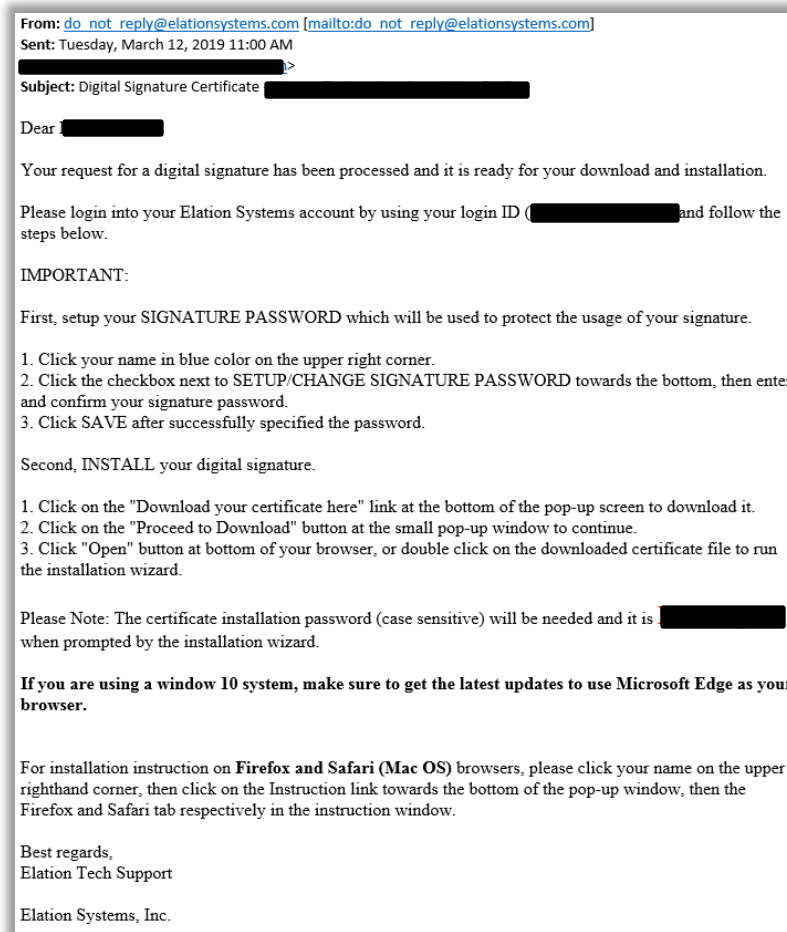 From: do_not_reply@elationsystems.com [mailto:do_not_reply@elationsystems.com]
Sent: Tuesday, March 12, 2019 11:00 AM
>
Subject: Digital Signature Certificate
Dear
Your request for a digital signature has been processed and it is ready for your download and installation.
Please login into your Elation Systems account by using your login ID ( and follow the
steps below.
IMPORTANT:
First, setup your SIGNATURE PASSWORD which will be used to protect the usage of your signature.
1. Click your name in blue color on the upper right corner.
2. Click the checkbox next to SETUP/CHANGE SIGNATURE PASSWORD towards the bottom, then enter
and confirm your signature password.
3. Click SAVE after successfully specified the password.
Second, INSTALL your digital signature.
1. Click on the "Download your certificate here" link at the bottom of the pop-up screen to download it.
2. Click on the "Proceed to Download" button at the small pop-up window to continue.
3. Click "Open" button at bottom of your browser, or double click on the downloaded certificate file to run
the installation wizard.
Please Note: The certificate installation password (case sensitive) will be needed and it is
when prompted by the installation wizard.
If you are using a window 10 system, make sure to get the latest updates to use Microsoft Edge as your
browser.
For installation instruction on Firefox and Safari (Mac OS) browsers, please click your name on the upper
righthand corner, then click on the Instruction link towards the bottom of the pop-up window, then the
Firefox and Safari tab respectively in the instruction window.
Best regards,
Elation Tech Support
Elation Systems, Inc.